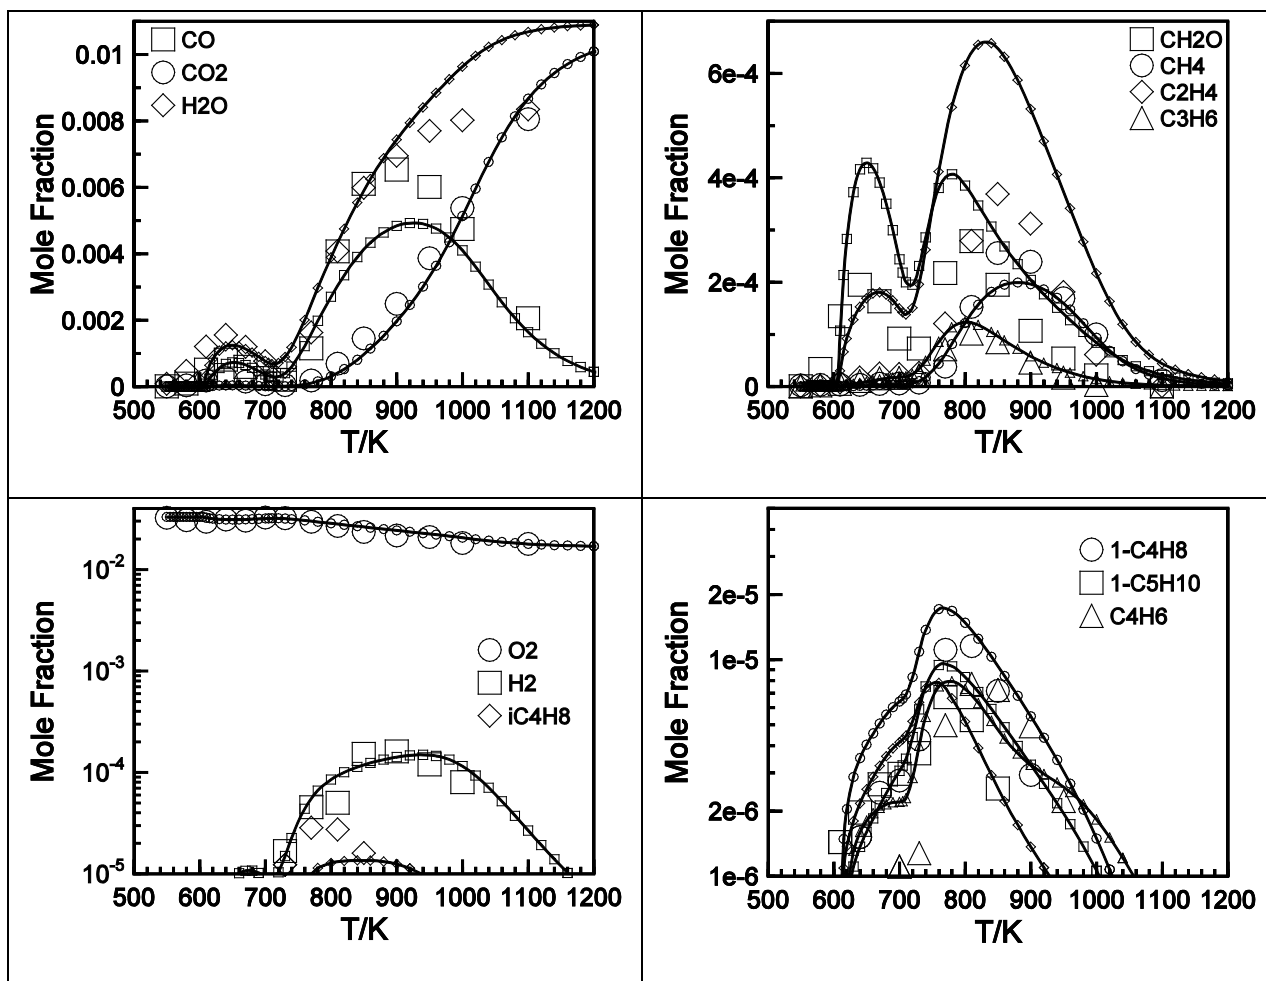 CO
CO2
H2O
0.01
0.008
0.006
0.004
0.002
0
Mole Fraction
500 600 700 800 900 1000 1200
T/K
CH2O
CH4
C2H4
C3H6
6e-4
4e-4
2e-4
0
Mole Fraction
500 600 700 800 900 1000 1200
T/K
10-2
10-3
10-4
10-5
Mole Fraction
O2
H2
iC4H8
500 600 700 800 900 1000 1200
T/K
1-C4H8
1-C5H10
C4H6
2e-5
1e-5
2e-6
1e-6
Mole Fraction
500 600 700 800 900 1000 1200
T/K